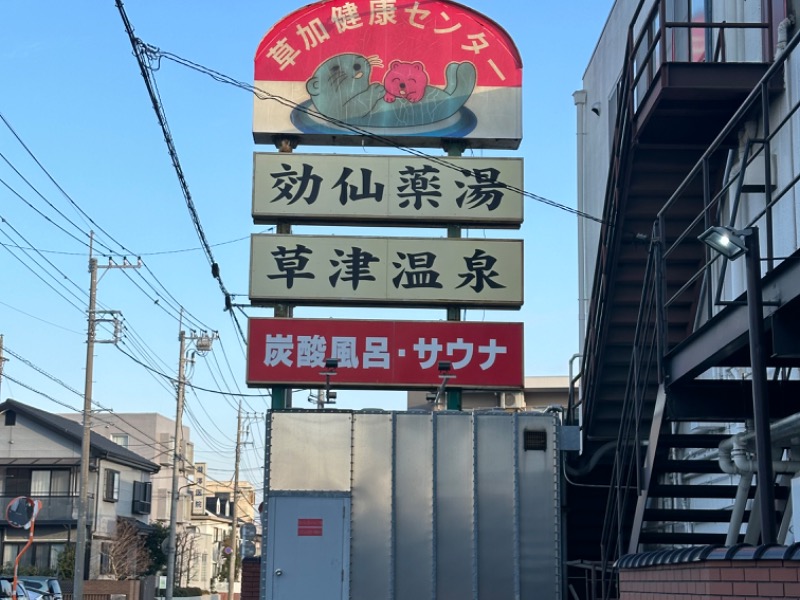 草加健康センター
効仙薬湯
草津温泉
炭酸風呂・サウナ